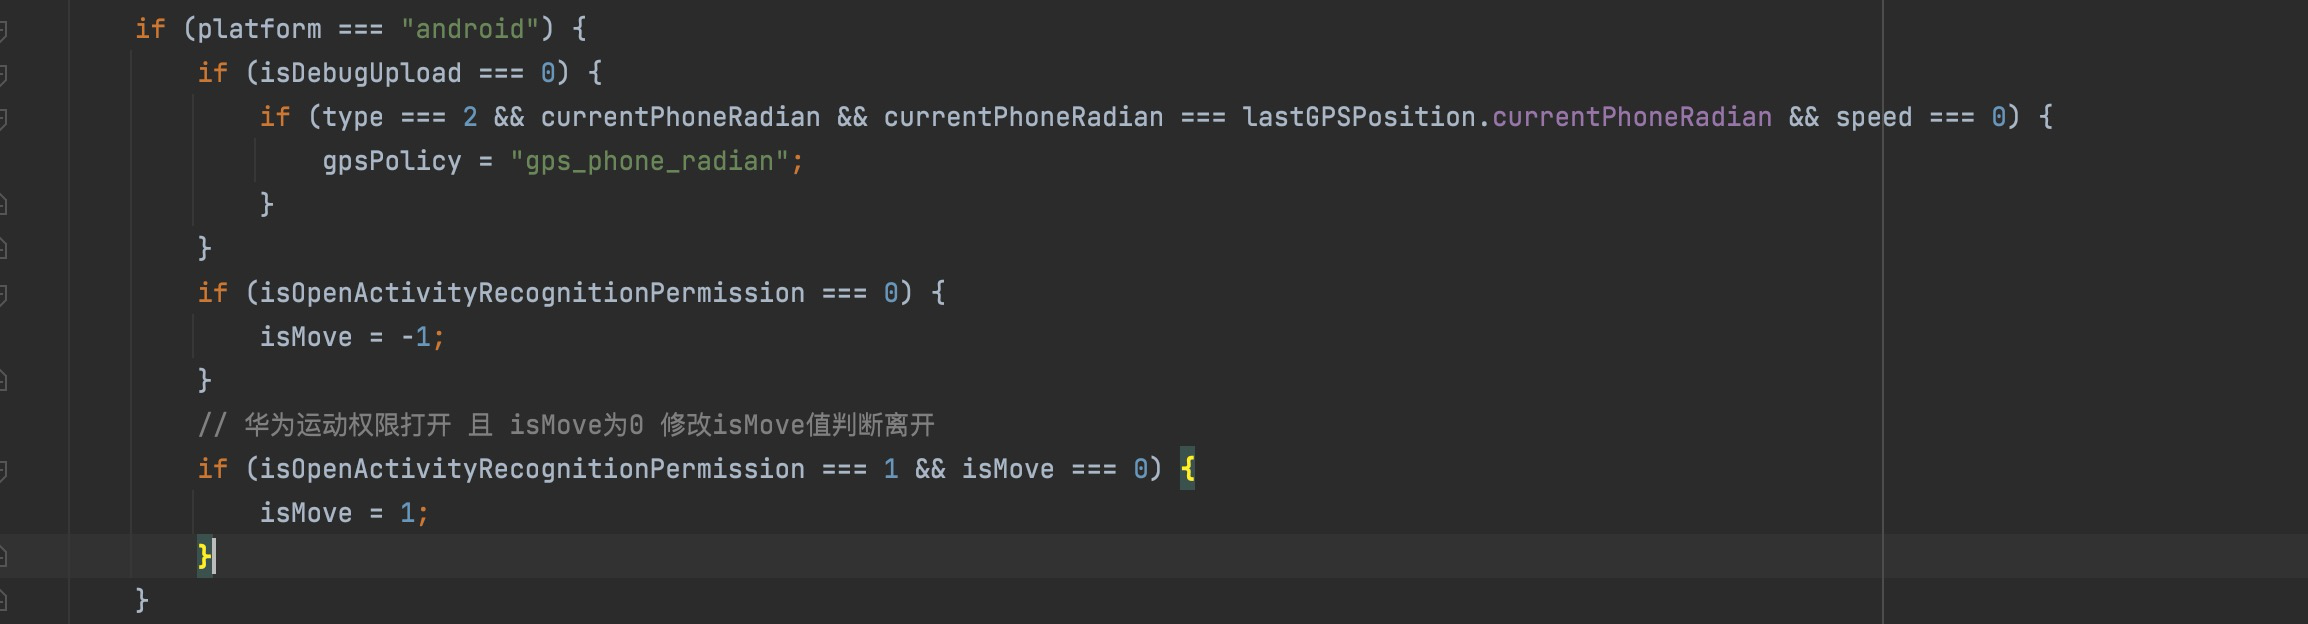 if (platform === "android") {
if (isDebugUpload === 0) {
if (type === 2 && currentPhoneRadian && currentPhoneRadian === lastGPSPosition.currentPhoneRadian && speed === 0) {
gpsPolicy = "gps_phone_radian";
}
}
if (isOpenActivityRecognitionPermission === 0) {
isMove = -1;
}
// 华为运动权限打开 且 isMove为0 修改isMove值判断离开
if (isOpenActivityRecognitionPermission === 1 && isMove === 0) {
isMove = 1;
}
}